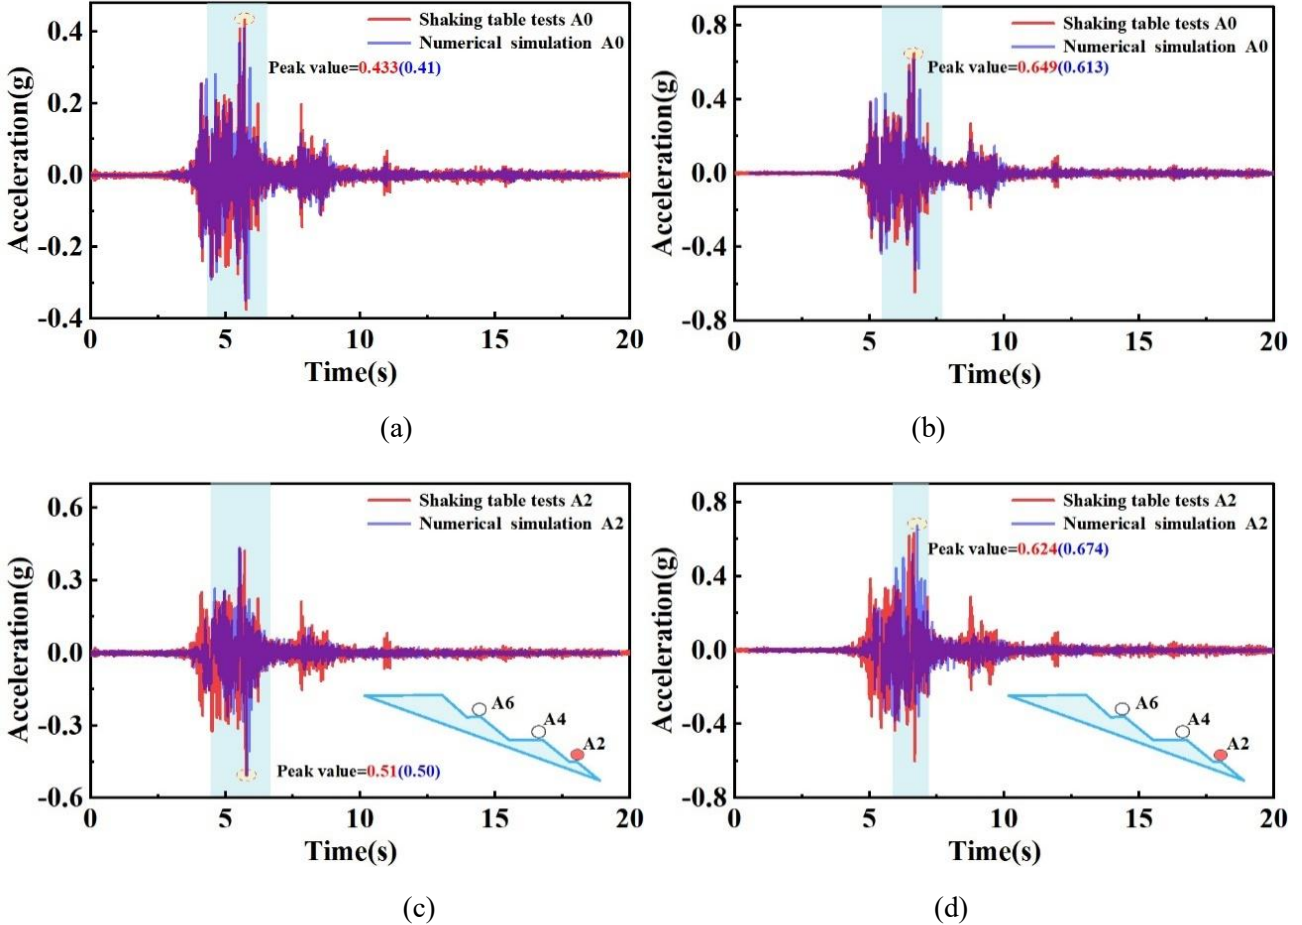 Shaking table tests A0
Numerical simulation A0
Peak value=0.433(0.41)
Acceleration(g)
0.4
0.2
0.0
-0.2
-0.4
0 5 10 15 20
Time(s)
(a)
Shaking table tests A0
Numerical simulation A0
Peak value=0.649(0.613)
Acceleration(g)
0.8
0.4
0.0
-0.4
-0.8
0 5 10 15 20
Time(s)
(b)
Shaking table tests A2
Numerical simulation A2
Acceleration(g)
0.6
0.3
0.0
-0.3
-0.6
A6
A4
A2
Peak value=0.51(0.50)
0 5 10 15 20
Time(s)
(c)
Shaking table tests A2
Numerical simulation A2
Peak value=0.624(0.674)
Acceleration(g)
0.8
0.4
0.0
-0.4
-0.8
A6
A4
A2
0 5 10 15 20
Time(s)
(d)